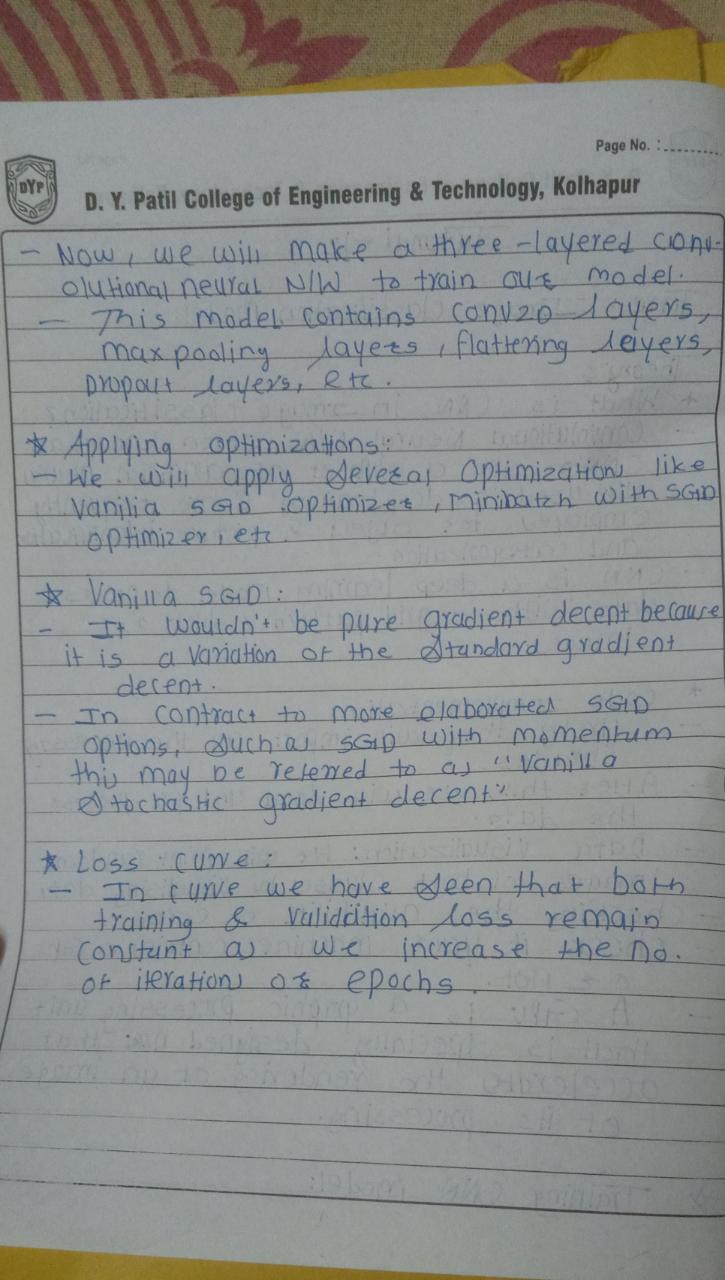 Page No. :.........
DYP
D. Y. Patil College of Engineering & Technology, Kolhapur
- Now, we will make a three-layered conv-
olutional neural N/W to train our model.
- This model contains conv2D layers,
maxpooling layers, flattering layers,
Dropout layers, etc.
* Applying optimizations:
- We will apply several Optimizations like
Vanilia SGD optimizer, Minibatch with SGD
optimizer, etc.
* Vanilla SGD:
- It wouldn't be pure gradient decent because
it is a variation of the standard gradient
decent.
- In contract to more elaborated SGD
options, such as SGD with momentum
this may be referred to as "Vanilla
Stochastic gradient decent".
* Loss curve:
- In curve we have seen that both
training & validation loss remain
constant as we increase the no.
of iterations or epochs.